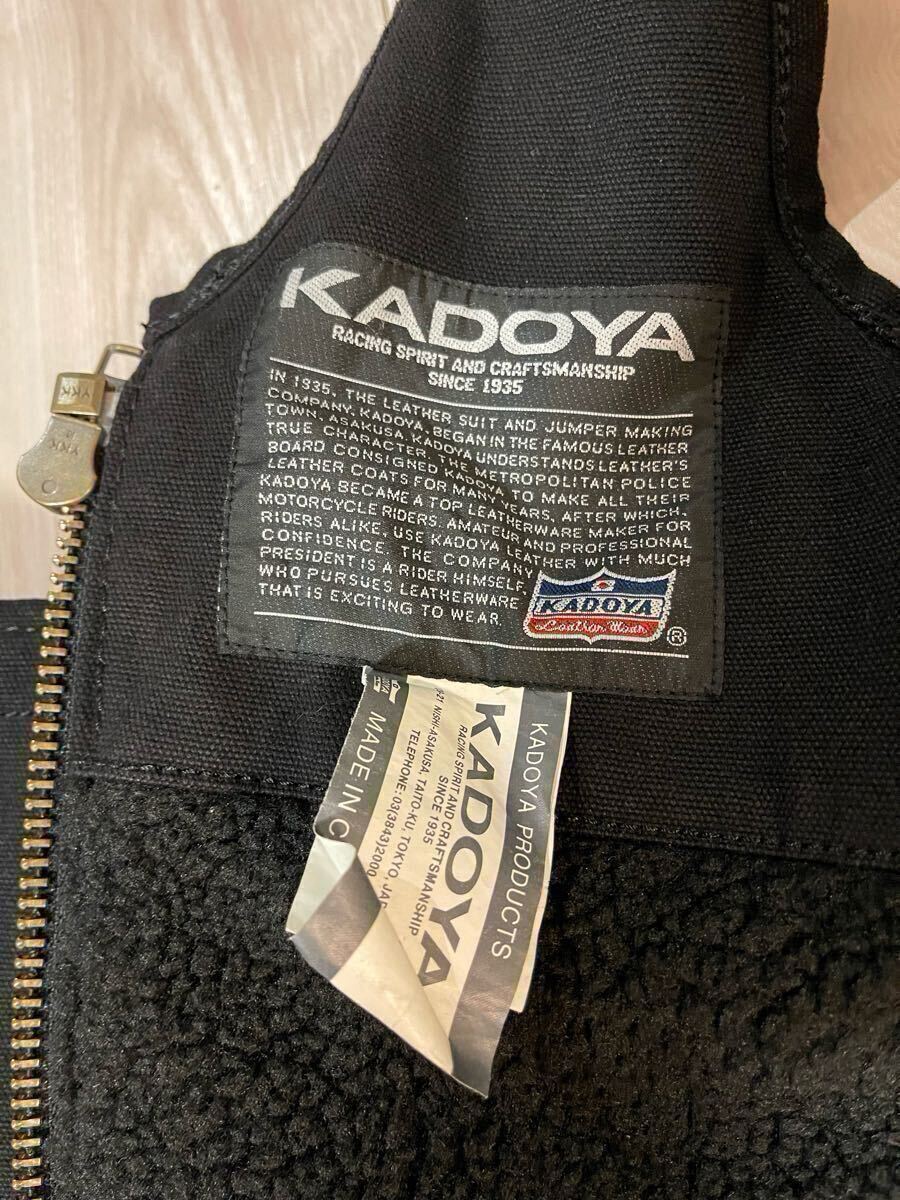 KADOYA
RACING SPIRIT AND CRAFTSMANSHIP
SINCE 1935
IN 1935, THE LEATHER SUIT AND JUMPER MAKING
COMPANY, KADOYA, BEGAN IN THE FAMOUS LEATHER
TOWN, ASAKUSA. KADOYA UNDERSTANDS LEATHER'S
TRUE CHARACTER. THE METROPOLITAN POLICE
BOARD CONSIGNED KADOYA TO MAKE ALL THEIR
LEATHER COATS FOR MANY YEARS, AFTER WHICH,
KADOYA BECAME A TOP LEATHERWARE MAKER FOR
MOTORCYCLE RIDERS. AMATEUR AND PROFESSIONAL
RIDERS ALIKE, USE KADOYA LEATHER WITH MUCH
CONFIDENCE. THE COMPANY
PRESIDENT IS A RIDER HIMSELF
WHO PURSUES LEATHERWARE
THAT IS EXCITING TO WEAR.
KADOYA
Leather Wear
®
YKK
YKK
KADOYA PRODUCTS
KADOYA
RACING SPIRIT AND CRAFTSMANSHIP
SINCE 1935
-21 NISHI-ASAKUSA, TAITO-KU, TOKYO, JAP
TELEPHONE: 03(3843)2000
MADE IN C